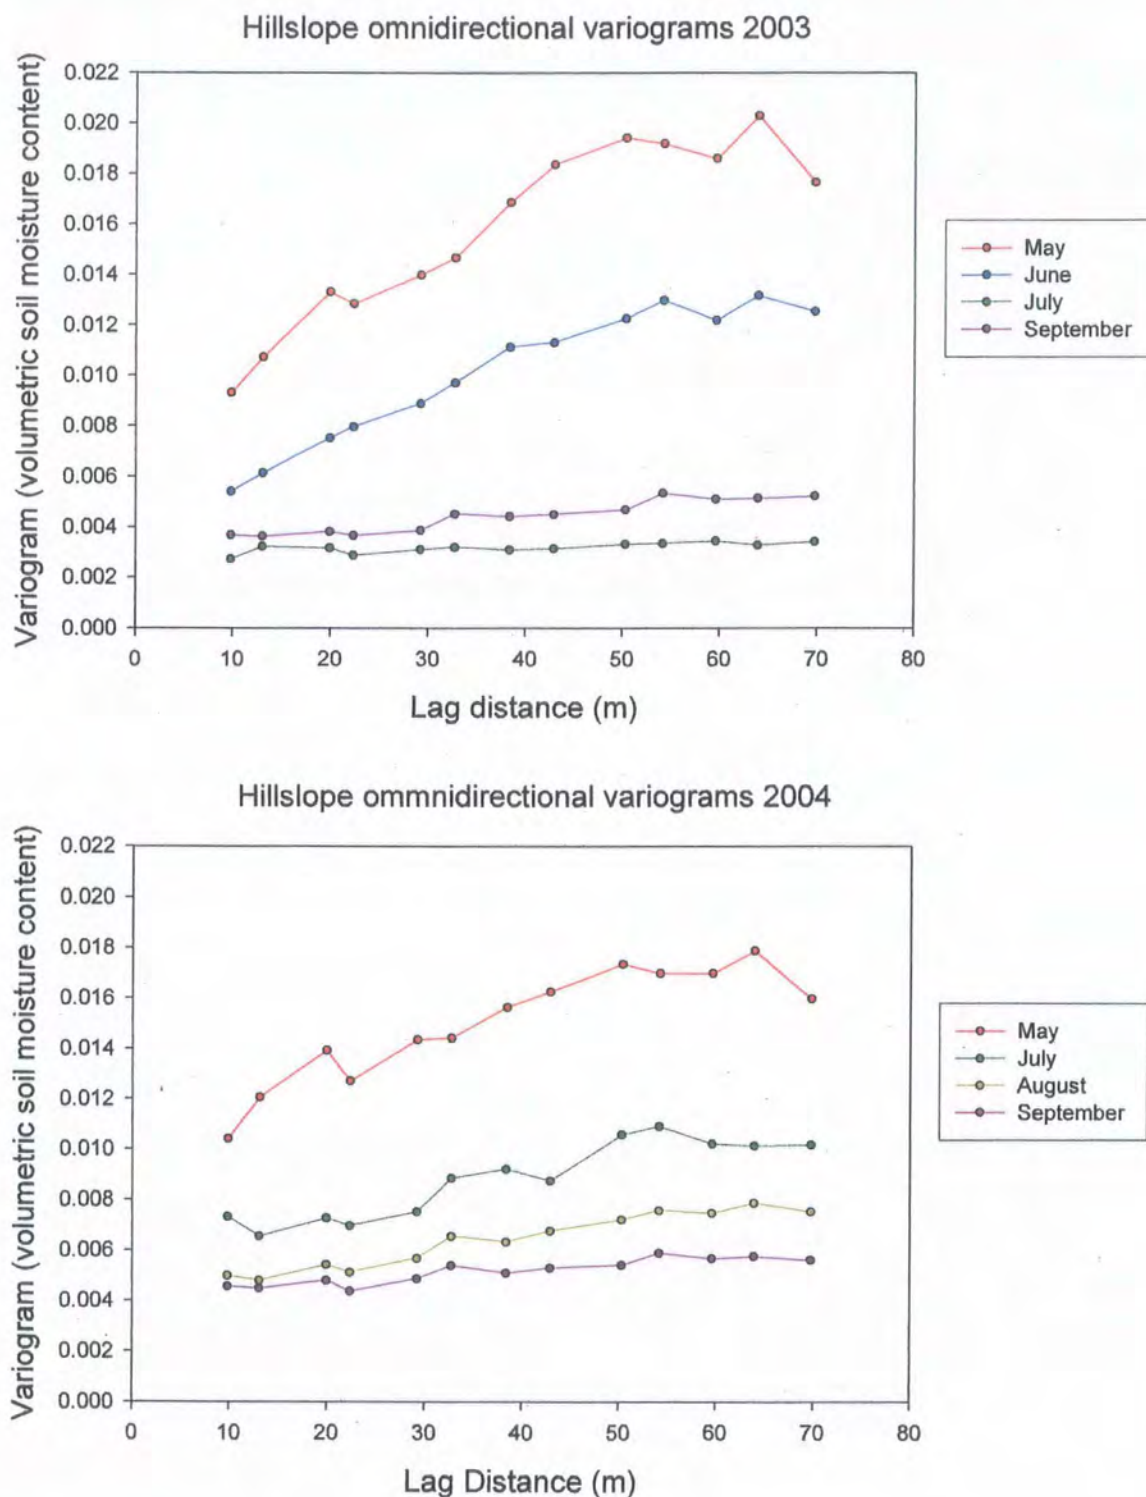 Hillslope omnidirectional variograms 2003
Variogram (volumetric soil moisture content)
0.022
0.020
0.018
0.016
0.014
0.012
0.010
0.008
0.006
0.004
0.002
0.000
0 10 20 30 40 50 60 70 80
Lag distance (m)
May
June
July
September
Hillslope ommnidirectional variograms 2004
Variogram (volumetric soil moisture content)
0.022
0.020
0.018
0.016
0.014
0.012
0.010
0.008
0.006
0.004
0.002
0.000
0 10 20 30 40 50 60 70 80
Lag Distance (m)
May
July
August
September